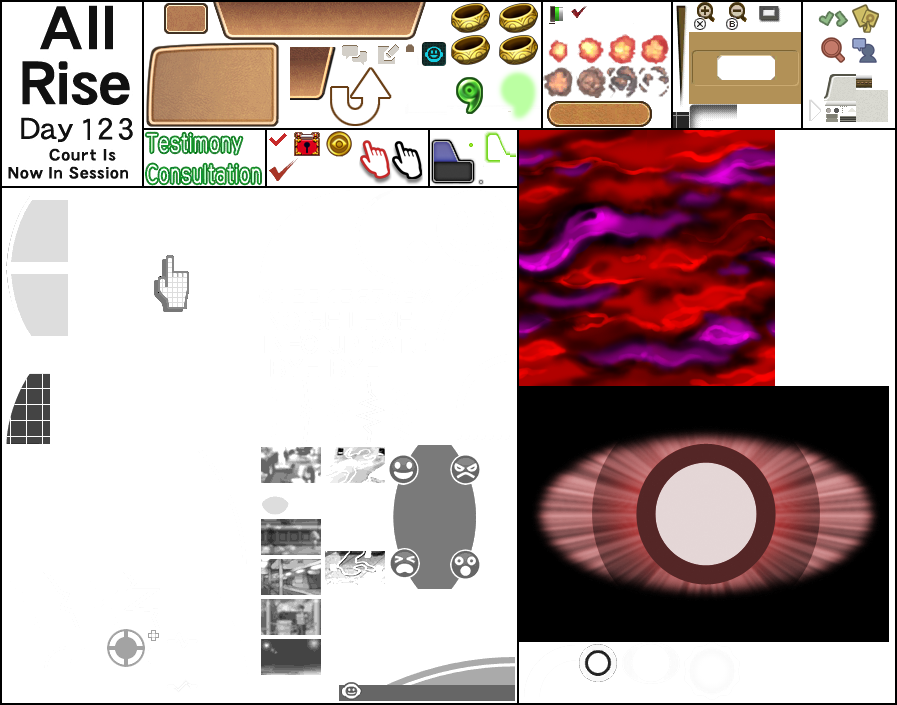 All
Rise
Day 123
Court Is
Now In Session
Testimony
Consultation
X
B